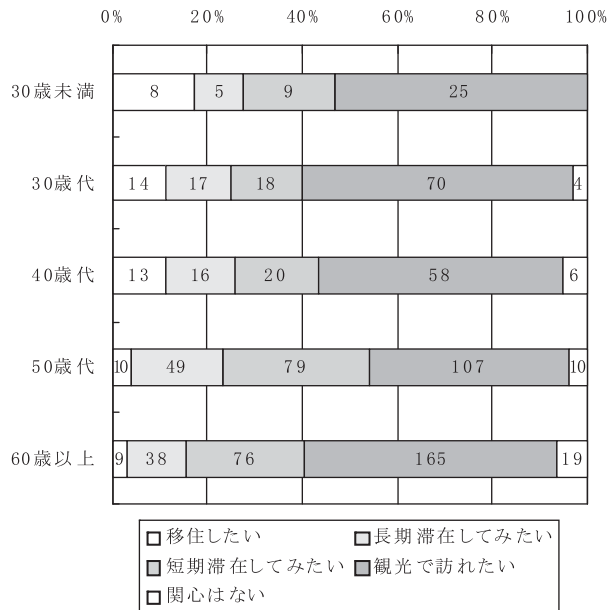 0% 20% 40% 60% 80% 100%
30歳未満 8 5 9 25
30歳代 14 17 18 70 4
40歳代 13 16 20 58 6
50歳代 10 49 79 107 10
60歳以上 9 38 76 165 19
移住したい 長期滞在してみたい
短期滞在してみたい 観光で訪れたい
関心はない